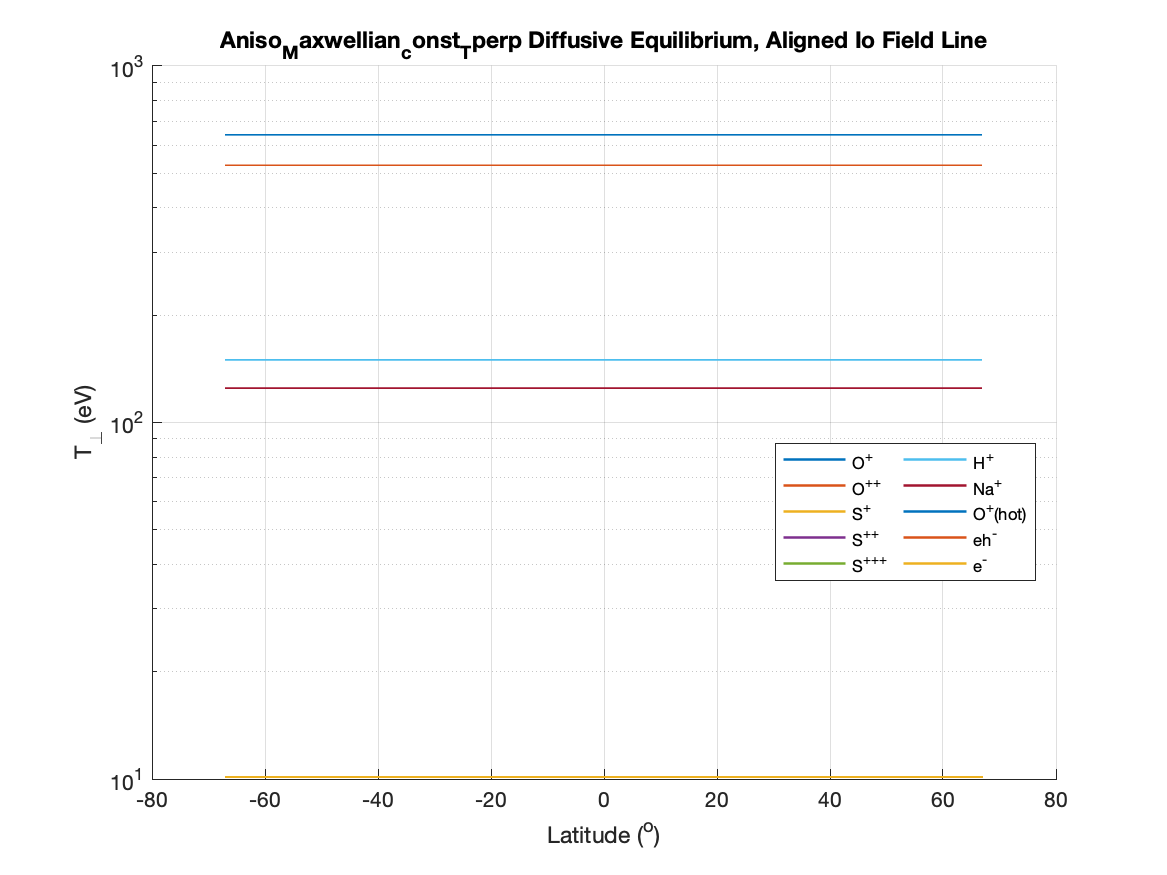 Aniso_Maxwellian_const_Tperp Diffusive Equilibrium, Aligned Io Field Line
10³
10²
10¹
T⊥ (eV)
O⁺ H⁺
O⁺⁺ Na⁺
S⁺ O⁺(hot)
S⁺⁺ eh⁻
S⁺⁺⁺ e⁻
-80 -60 -40 -20 0 20 40 60 80
Latitude (º)